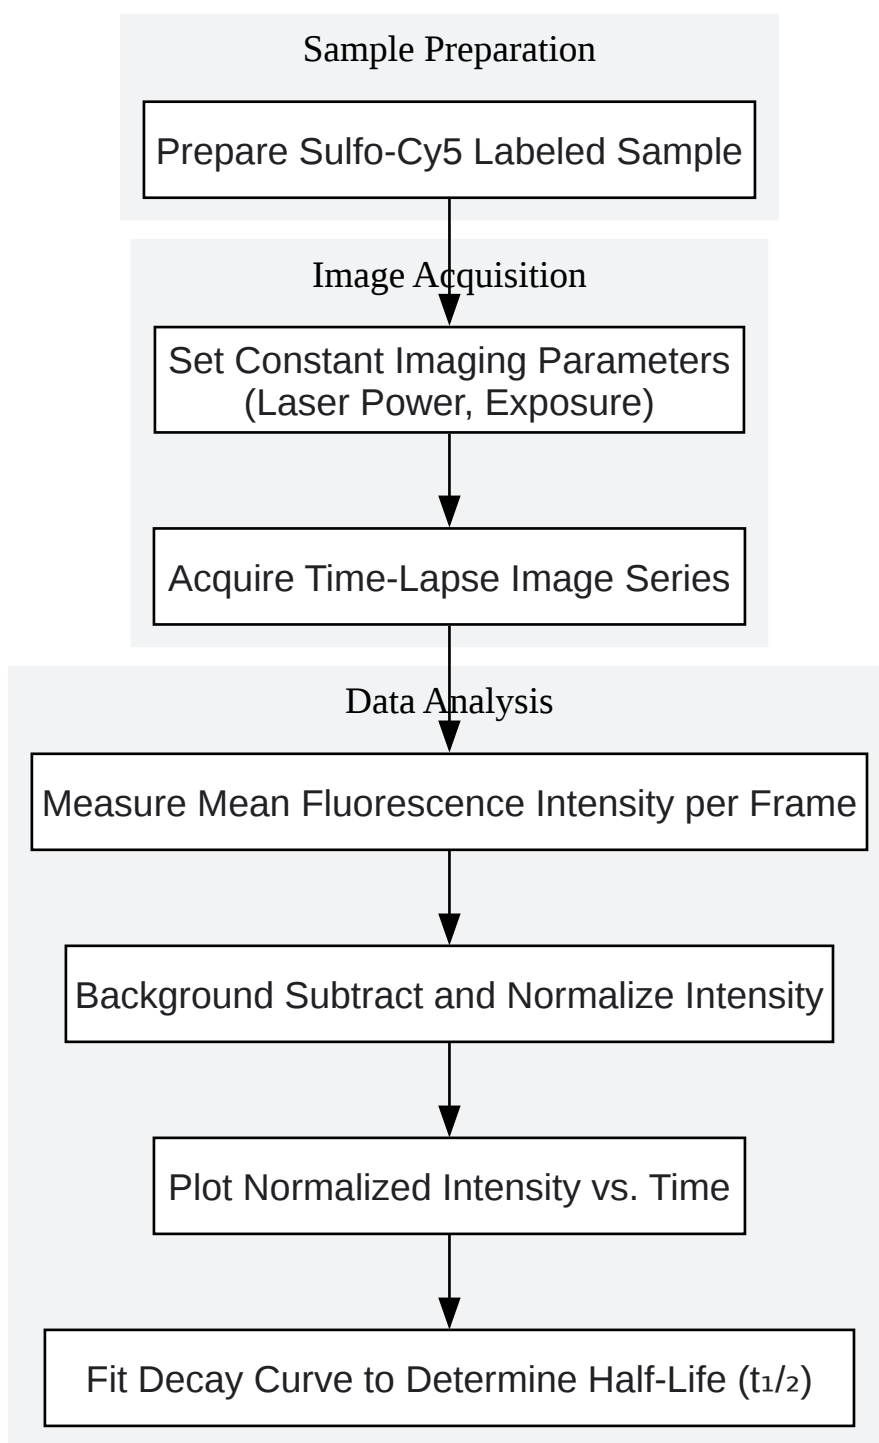 Sample Preparation
Prepare Sulfo-Cy5 Labeled Sample
Image Acquisition
Set Constant Imaging Parameters
(Laser Power, Exposure)
Acquire Time-Lapse Image Series
Data Analysis
Measure Mean Fluorescence Intensity per Frame
Background Subtract and Normalize Intensity
Plot Normalized Intensity vs. Time
Fit Decay Curve to Determine Half-Life (t₁/₂)